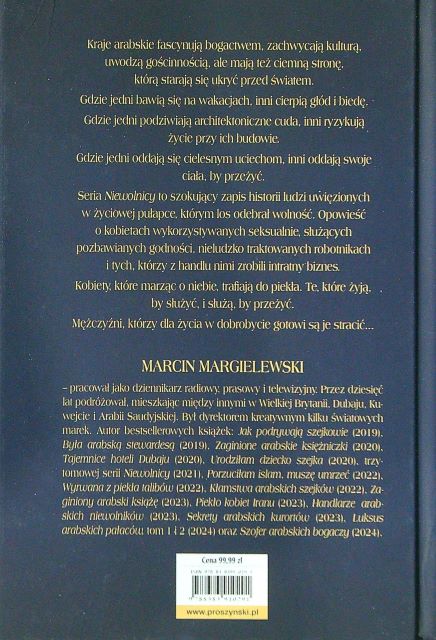 Kraje arabskie fascynują bogactwem, zachwycają kulturą,
uwodzą gościnnością, ale mają też ciemną stronę,
którą starają się ukryć przed światem.
Gdzie jedni bawią się na wakacjach, inni cierpią głód i biedę.
Gdzie jedni podziwiają architektoniczne cuda, inni ryzykują
życie przy ich budowie.
Gdzie jedni oddają się cielesnym uciechom, inni oddają swoje
ciała, by przeżyć.
Seria Niewolnicy to szokujący zapis historii ludzi uwięzionych
w życiowej pułapce, którym los odebrał wolność. Opowieść
o kobietach wykorzystywanych seksualnie, służących
pozbawianych godności, nieludzko traktowanych robotnikach
i tych, którzy z handlu nimi zrobili intratny biznes.
Kobiety, które marząc o niebie, trafiają do piekła. Te, które żyją,
by służyć, i służą, by przeżyć.
Mężczyźni, którzy dla życia w dobrobycie gotowi są je stracić...
MARCIN MARGIELEWSKI
– pracował jako dziennikarz radiowy, prasowy i telewizyjny. Przez dziesięć
lat podróżował, mieszkając między innymi w Wielkiej Brytanii, Dubaju, Ku-
wejcie i Arabii Saudyjskiej. Był dyrektorem kreatywnym kilku światowych
marek. Autor bestsellerowych książek: Jak podrywają szejkowie (2019),
Była arabską stewardesą (2019), Zaginione arabskie księżniczki (2020),
Tajemnice hoteli Dubaju (2020), Urodziłam dziecko szejka (2020), trzy-
tomowej serii Niewolnicy (2021), Porzuciłam islam, muszę umrzeć (2022),
Wyrwana z piekła talibów (2022), Kłamstwa arabskich szejków (2022), Za-
giniony arabski książę (2023), Piekło kobiet tranu (2023), Handlarze arab-
skich niewolników (2023), Sekrety arabskich kurortów (2023), Luksus
arabskich pałaców, tom 1 i 2 (2024) oraz Szofer arabskich bogaczy (2024).
Cena 99,99 zł
www.proszynski.pl